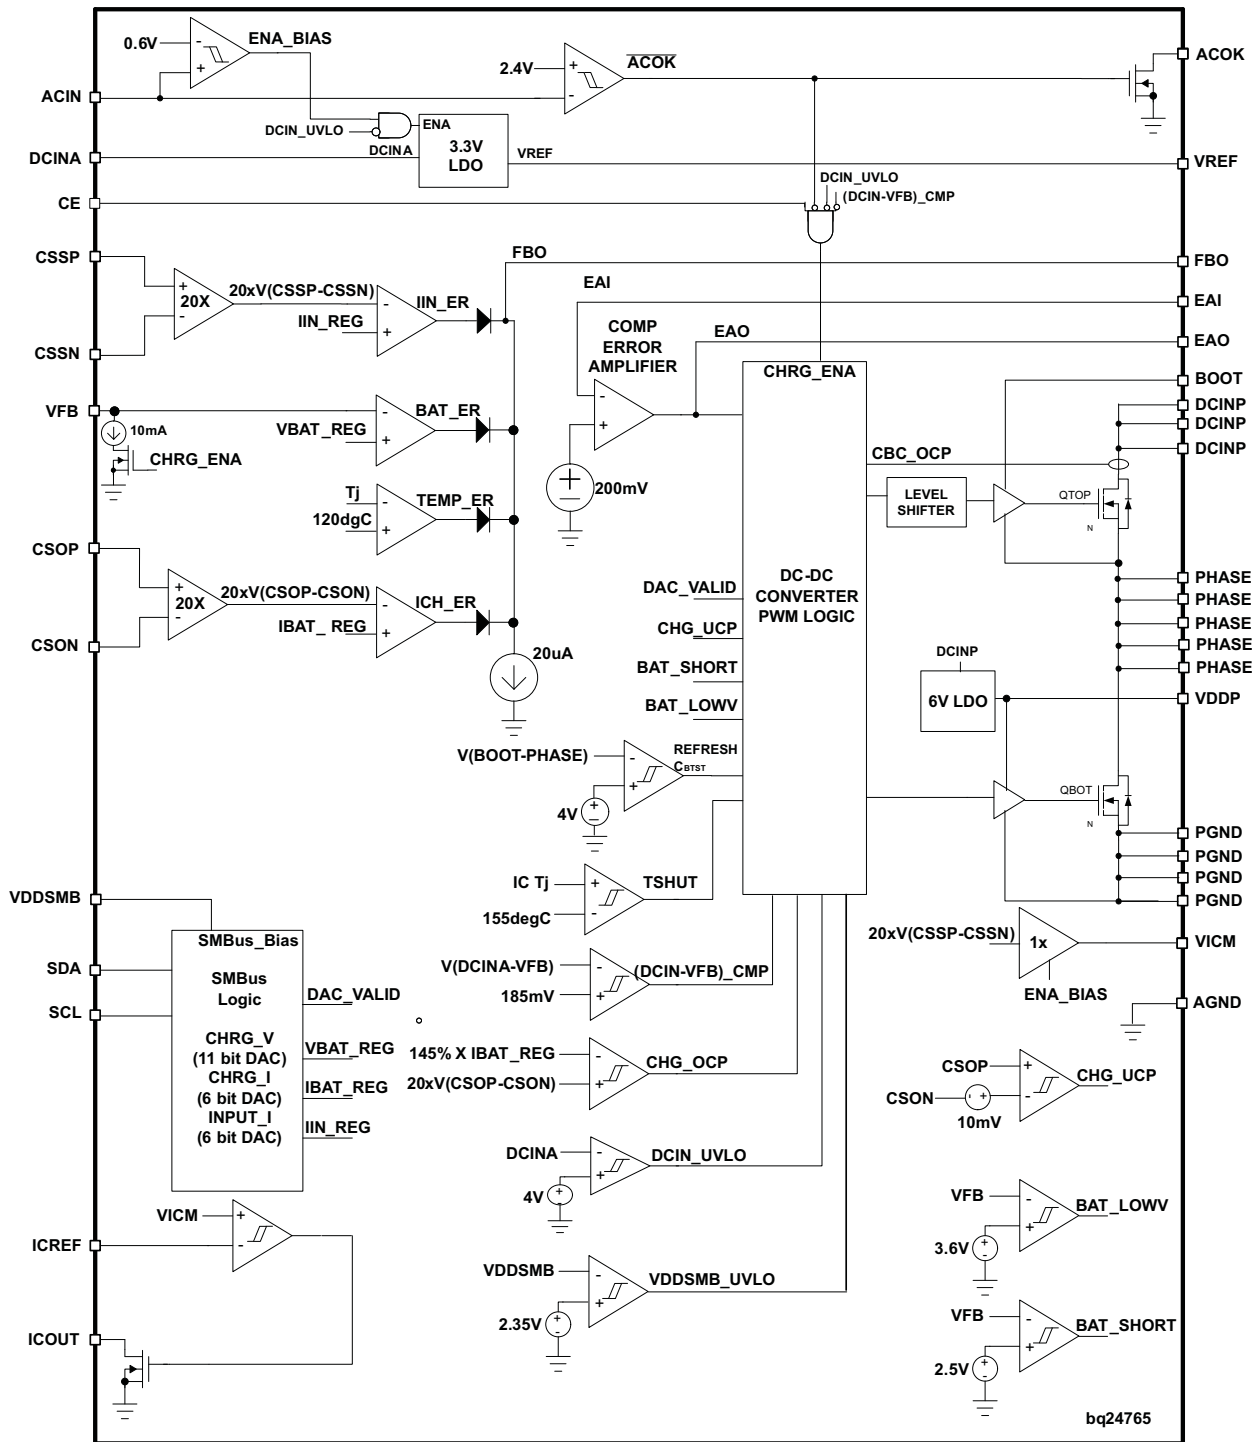 0.6V
-
+
ENA_BIAS
2.4V
+
-
ACOK
ACOK
ACIN
DCIN_UVLO
ENA
DCINA
DCINA
3.3V
LDO
VREF
VREF
CE
DCIN_UVLO
(DCIN-VFB)_CMP
CSSP
+
20X
-
20xV(CSSP-CSSN)
-
IIN_REG
+
IIN_ER
FBO
FBO
EAI
EAI
CSSN
COMP
ERROR
AMPLIFIER
-
+
EAO
EAO
200mV
CHRG_ENA
DC-DC
CONVERTER
PWM LOGIC
VFB
10mA
CHRG_ENA
-
VBAT_REG
+
BAT_ER
Tj
-
120dgC
+
TEMP_ER
CSOP
+
20X
-
CSON
20xV(CSOP-CSON)
-
IBAT_ REG
+
ICH_ER
20uA
BOOT
DCINP
DCINP
DCINP
CBC_OCP
LEVEL
SHIFTER
QTOP
N
PHASE
PHASE
PHASE
PHASE
PHASE
DCINP
6V LDO
VDDP
DAC_VALID
CHG_UCP
BAT_SHORT
BAT_LOWV
V(BOOT-PHASE)
-
+
4V
REFRESH
CBTST
QBOT
N
PGND
PGND
PGND
PGND
IC Tj
+
155degC
-
TSHUT
V(DCINA-VFB)
-
185mV
+
(DCIN-VFB)_CMP
20xV(CSSP-CSSN)
1x
ENA_BIAS
VICM
AGND
VDDSMB
SDA
SCL
SMBus_Bias
SMBus
Logic
CHRG_V
(11 bit DAC)
CHRG_I
(6 bit DAC)
INPUT_I
(6 bit DAC)
DAC_VALID
VBAT_REG
IBAT_REG
IIN_REG
145% X IBAT_REG
-
20xV(CSOP-CSON)
+
CHG_OCP
CSOP
+
CSON
-
10mV
CHG_UCP
DCINA
-
+
4V
DCIN_UVLO
VICM
+
ICREF
-
ICOUT
VFB
-
+
3.6V
BAT_LOWV
VDDSMB
-
+
2.35V
VDDSMB_UVLO
VFB
-
+
2.5V
BAT_SHORT
bq24765